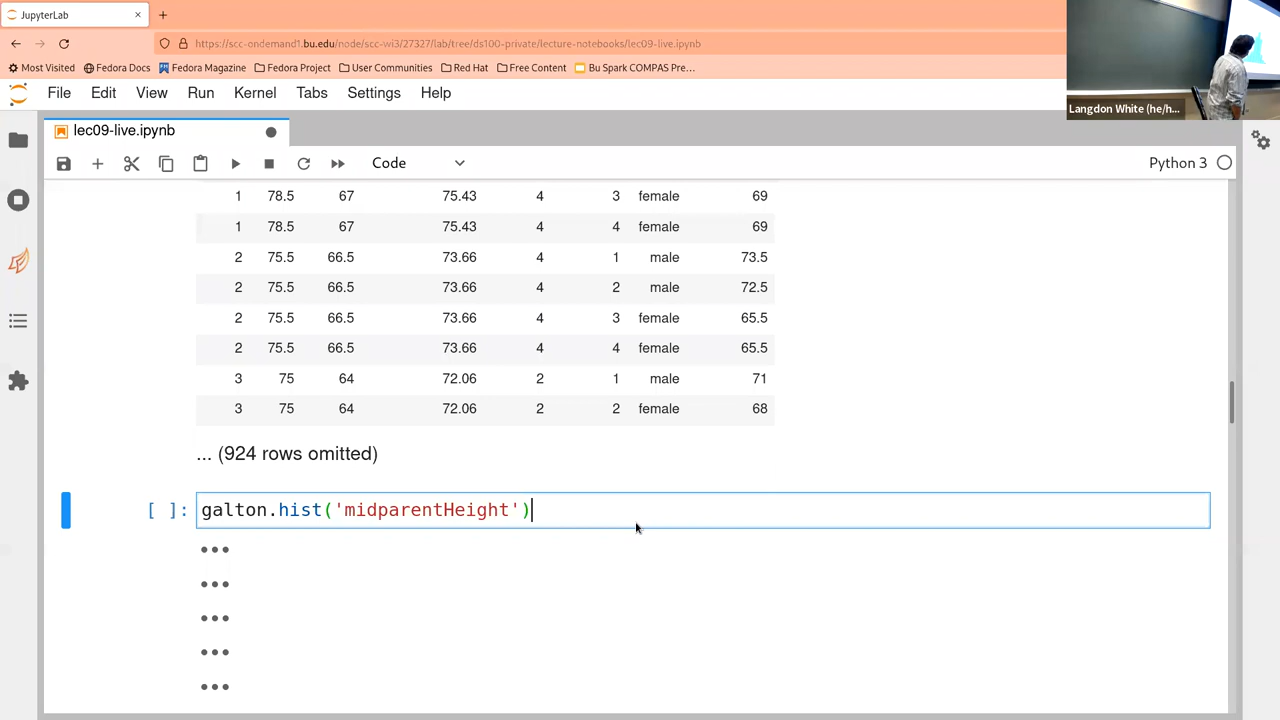 JupyterLab
https://scc-ondemand1.bu.edu/node/scc-wi3/27327/lab/tree/ds100-private/lecture-notebooks/lec09-live.ipynb
Most Visited Fedora Docs Fedora Magazine Fedora Project User Communities Red Hat Free Content Bu Spark COMPAS Pre...
Langdon White (he/h...
File Edit View Run Kernel Tabs Settings Help
lec09-live.ipynb
Code Python 3
1 78.5 67 75.43 4 3 female 69
1 78.5 67 75.43 4 4 female 69
2 75.5 66.5 73.66 4 1 male 73.5
2 75.5 66.5 73.66 4 2 male 72.5
2 75.5 66.5 73.66 4 3 female 65.5
2 75.5 66.5 73.66 4 4 female 65.5
3 75 64 72.06 2 1 male 71
3 75 64 72.06 2 2 female 68
... (924 rows omitted)
[ ]: galton.hist('midparentHeight')